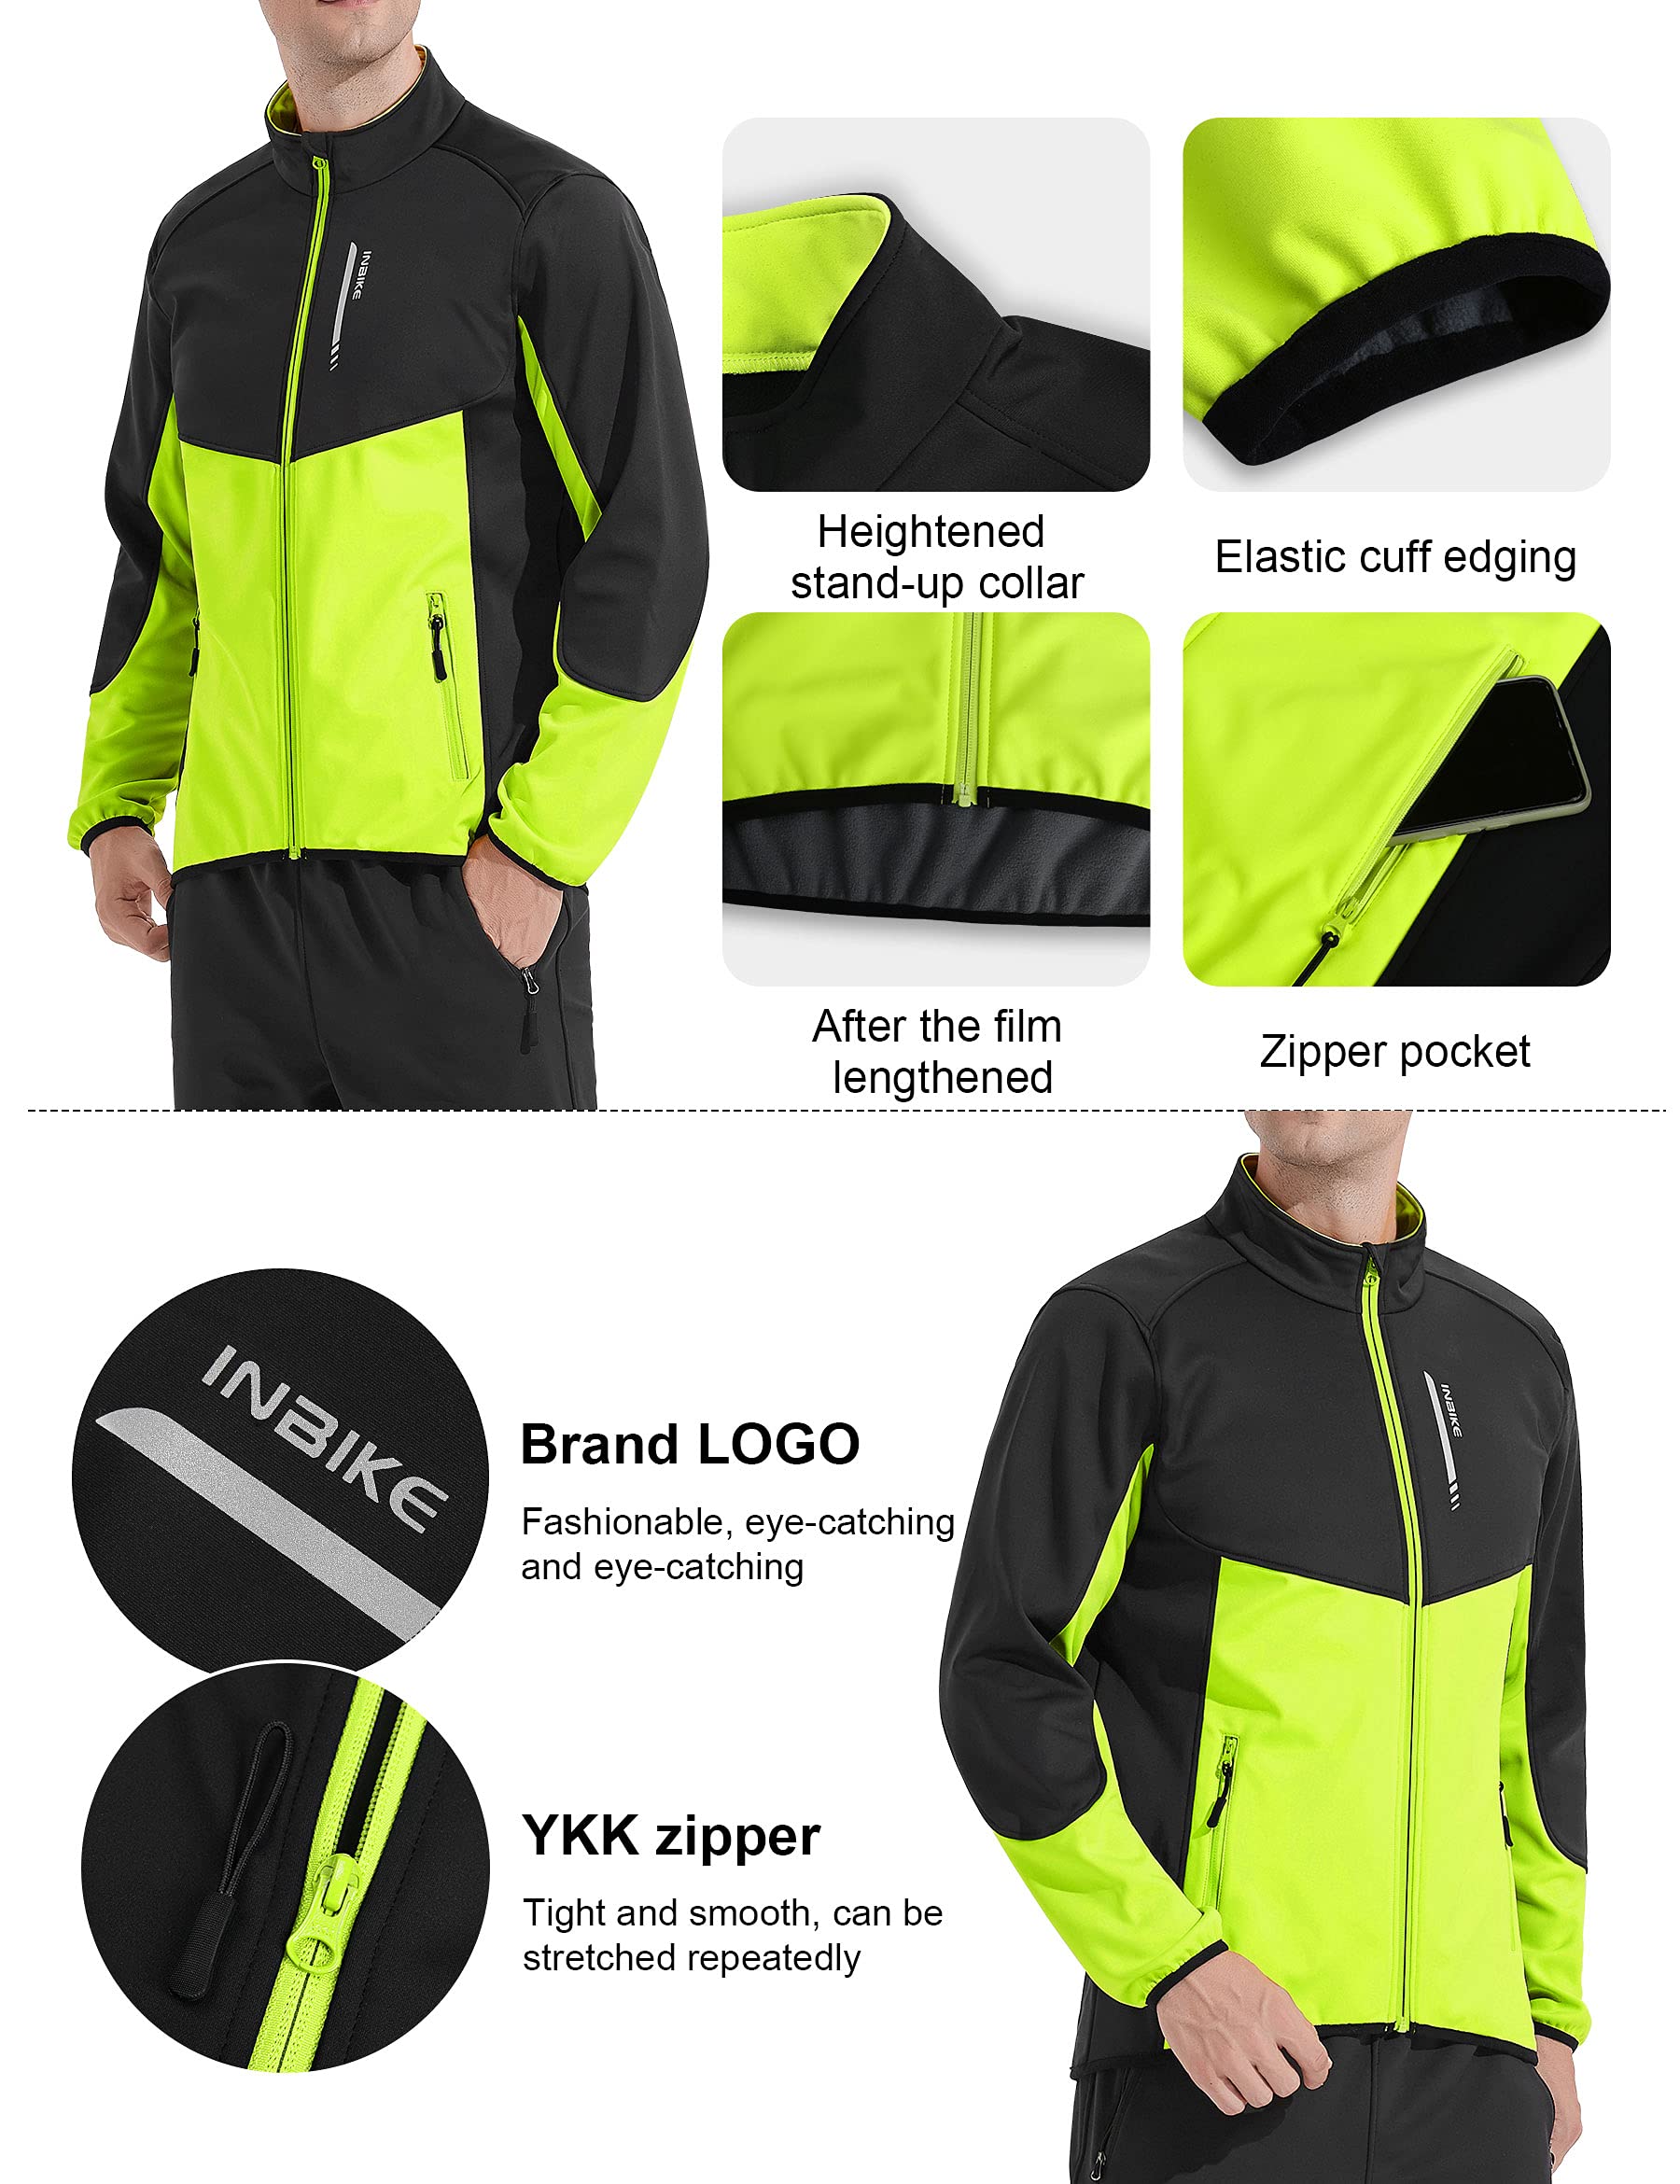 INBIKE
Heightened
stand-up collar
Elastic cuff edging
After the film
lengthened
Zipper pocket
INBIKE
Brand LOGO
Fashionable, eye-catching
and eye-catching
YKK zipper
Tight and smooth, can be
stretched repeatedly
INBIKE